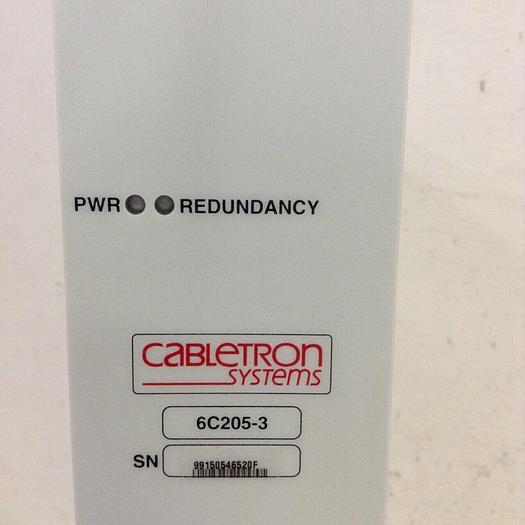 PWR REDUNDANCY
CABLETRON
SYSTEMS
6C205-3
SN 99150546520F